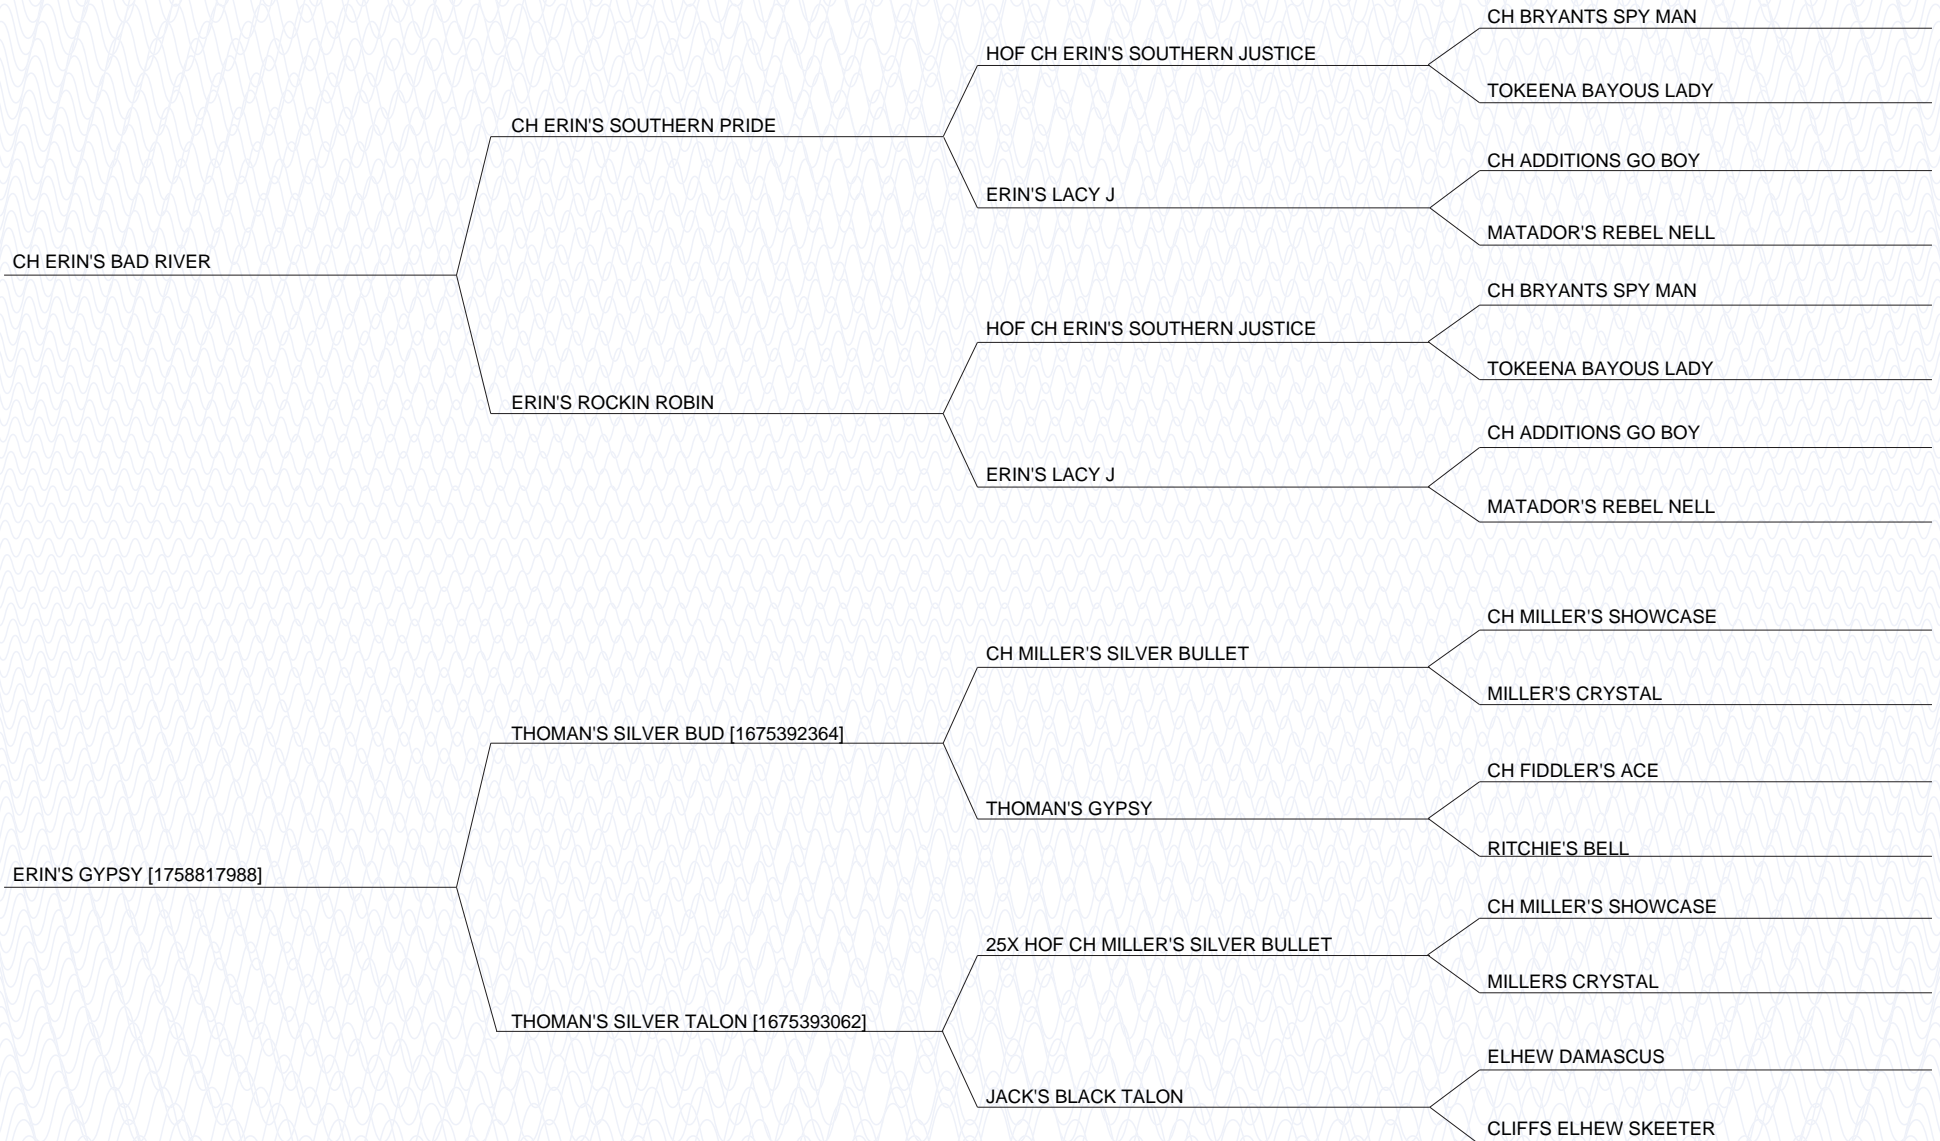 CH BRYANTS SPY MAN
HOF CH ERIN'S SOUTHERN JUSTICE
TOKEENA BAYOUS LADY
CH ERIN'S SOUTHERN PRIDE
CH ADDITIONS GO BOY
ERIN'S LACY J
MATADOR'S REBEL NELL
CH ERIN'S BAD RIVER
CH BRYANTS SPY MAN
HOF CH ERIN'S SOUTHERN JUSTICE
TOKEENA BAYOUS LADY
ERIN'S ROCKIN ROBIN
CH ADDITIONS GO BOY
ERIN'S LACY J
MATADOR'S REBEL NELL
CH MILLER'S SHOWCASE
CH MILLER'S SILVER BULLET
MILLER'S CRYSTAL
THOMAN'S SILVER BUD [1675392364]
CH FIDDLER'S ACE
THOMAN'S GYPSY
RITCHIE'S BELL
ERIN'S GYPSY [1758817988]
CH MILLER'S SHOWCASE
25X HOF CH MILLER'S SILVER BULLET
MILLERS CRYSTAL
THOMAN'S SILVER TALON [1675393062]
ELHEW DAMASCUS
JACK'S BLACK TALON
CLIFFS ELHEW SKEETER